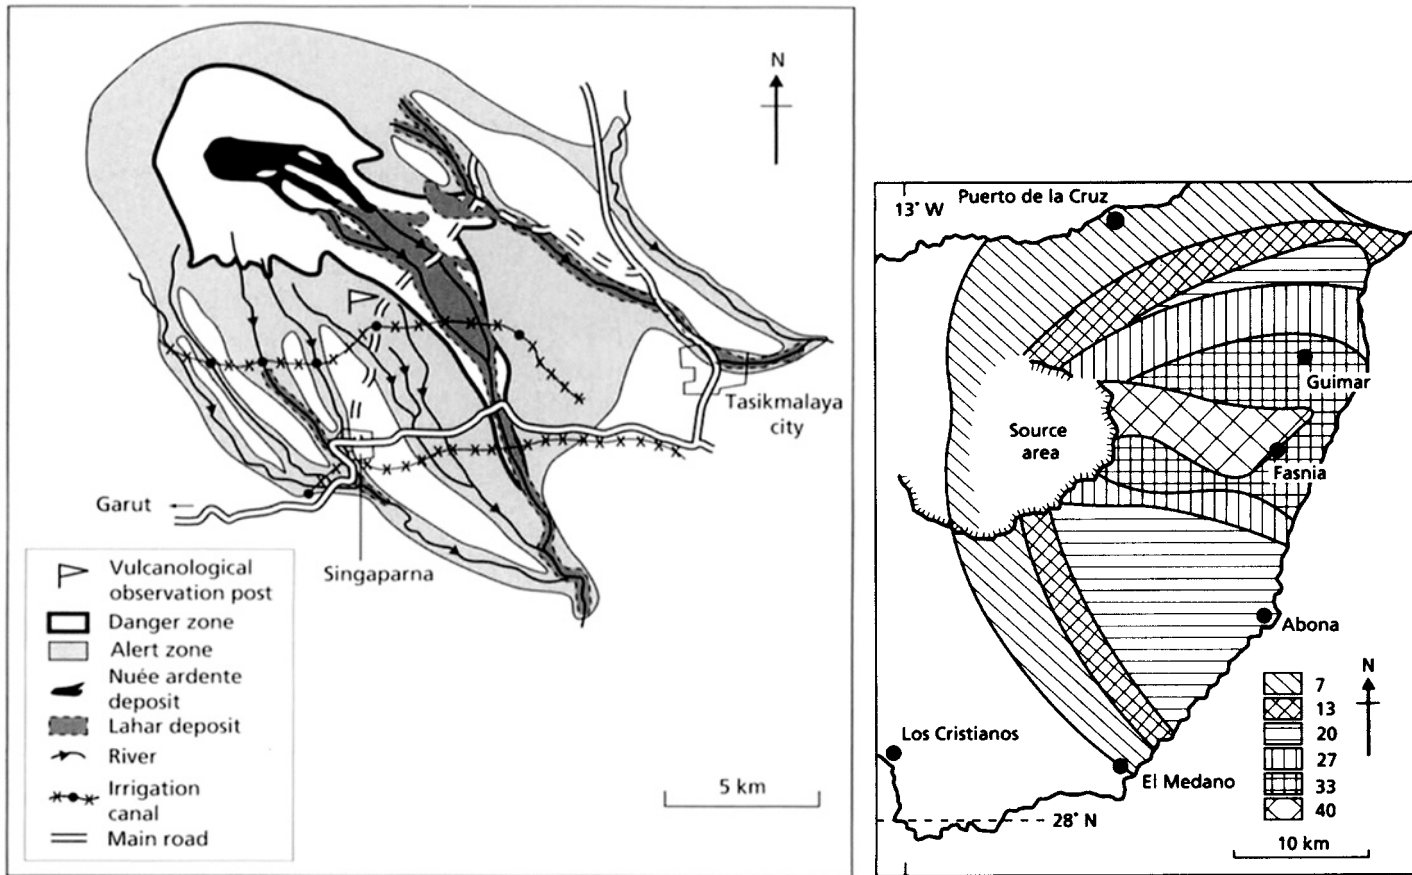 N
Tasikmalaya
city
Garut
Singaparna
Vulcanological
observation post
Danger zone
Alert zone
Nuée ardente
deposit
Lahar deposit
River
Irrigation
canal
Main road
5 km
13° W
Puerto de la Cruz
Guimar
Source
area
Fasnia
Abona
N
7
13
20
27
33
40
Los Cristianos
El Medano
28° N
10 km